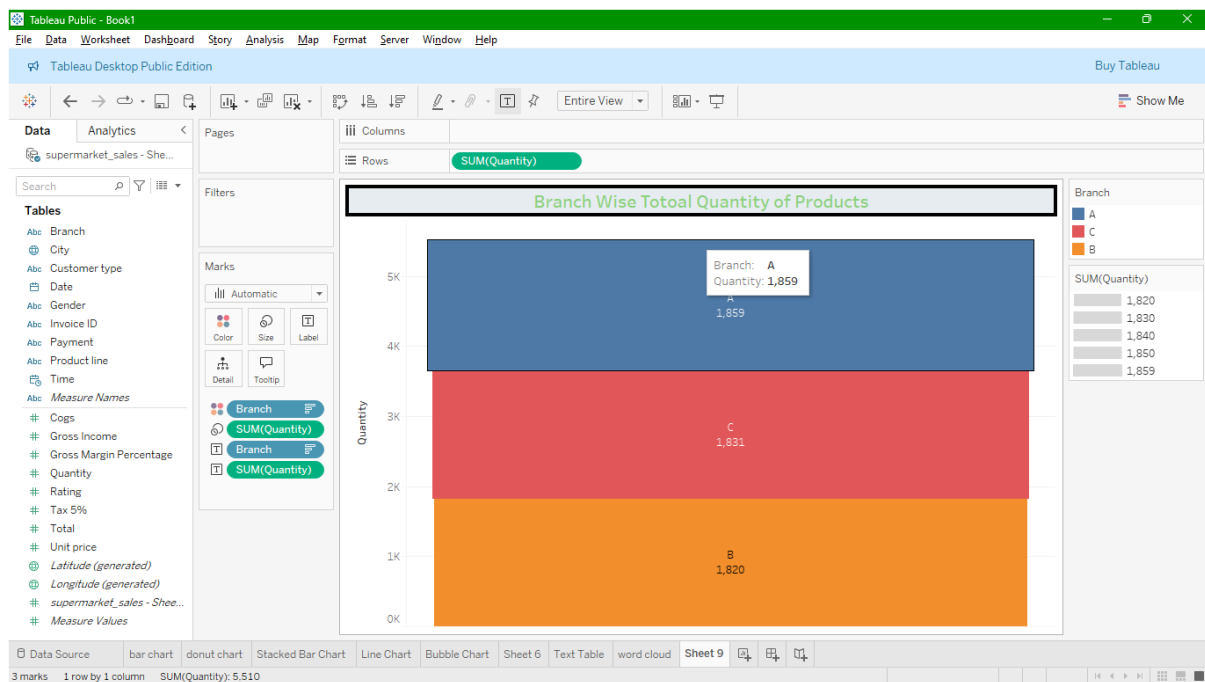 Tableau Public - Book1
File Data Worksheet Dashboard Story Analysis Map Format Server Window Help
Tableau Desktop Public Edition
Buy Tableau
Entire View
Show Me
Data Analytics
supermarket_sales - She...
Search
Tables
Abc Branch
City
Abc Customer type
Date
Abc Gender
Abc Invoice ID
Abc Payment
Abc Product line
Time
Abc Measure Names
# Cogs
# Gross Income
# Gross Margin Percentage
# Quantity
# Rating
# Tax 5%
# Total
# Unit price
Latitude (generated)
Longitude (generated)
# supermarket_sales - Shee...
# Measure Values
Pages
Filters
Marks
Automatic
Color Size Label
Detail Tooltip
Branch
SUM(Quantity)
T Branch
T SUM(Quantity)
Columns
Rows SUM(Quantity)
Branch Wise Totoal Quantity of Products
Quantity
5K
4K
3K
2K
1K
0K
Branch: A
Quantity: 1,859
A
1,859
C
1,831
B
1,820
Branch
A
C
B
SUM(Quantity)
1,820
1,830
1,840
1,850
1,859
Data Source bar chart donut chart Stacked Bar Chart Line Chart Bubble Chart Sheet 6 Text Table word cloud Sheet 9
3 marks 1 row by 1 column SUM(Quantity): 5,510